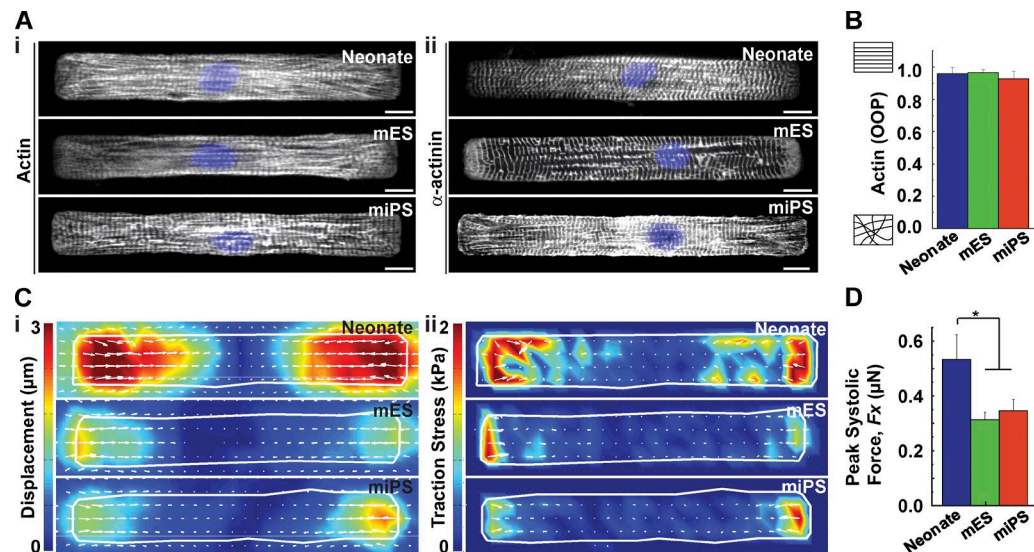 A
i
Actin
Neonate
mES
miPS
ii
α-actinin
Neonate
mES
miPS
B
Actin (OOP)
1.0
0.8
0.6
0.4
0.2
0.0
Neonate
mES
miPS
C
i
Displacement (μm)
3
0
Neonate
mES
miPS
ii
Traction Stress (kPa)
2
0
Neonate
mES
miPS
D
Peak Systolic
Force, Fx (μN)
0.6
0.4
0.2
0.0
*
Neonate
mES
miPS